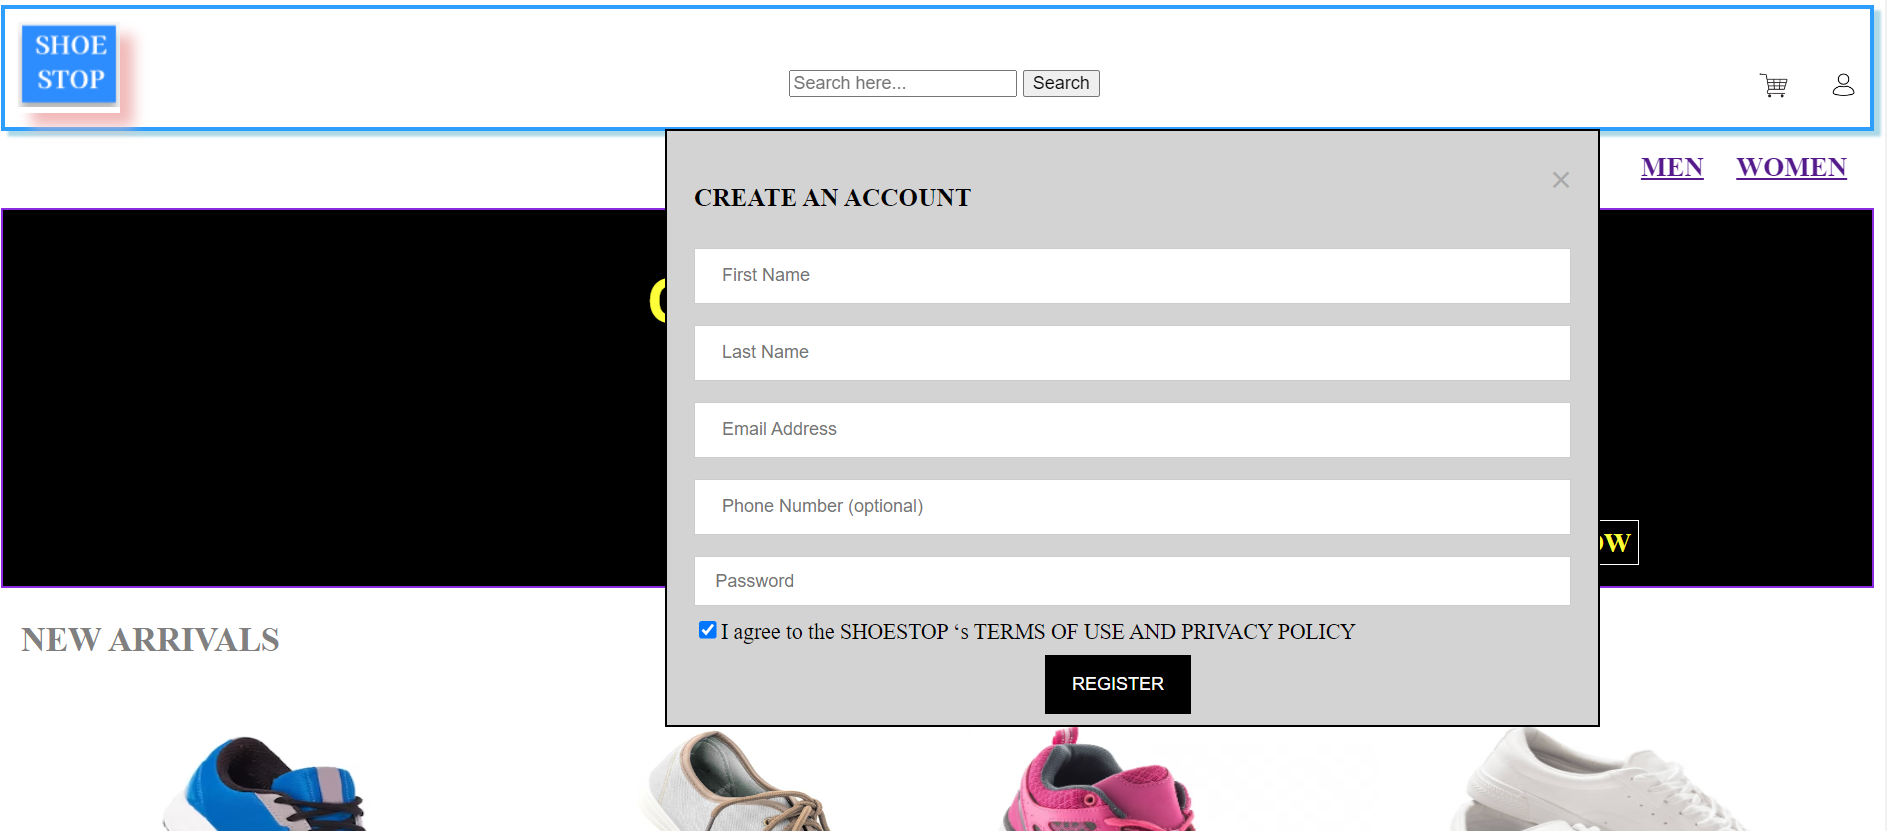 SHOE
STOP
Search here...
Search
MEN
WOMEN
CREATE AN ACCOUNT
×
First Name
Last Name
Email Address
Phone Number (optional)
Password
I agree to the SHOESTOP ‘s TERMS OF USE AND PRIVACY POLICY
REGISTER
NEW ARRIVALS